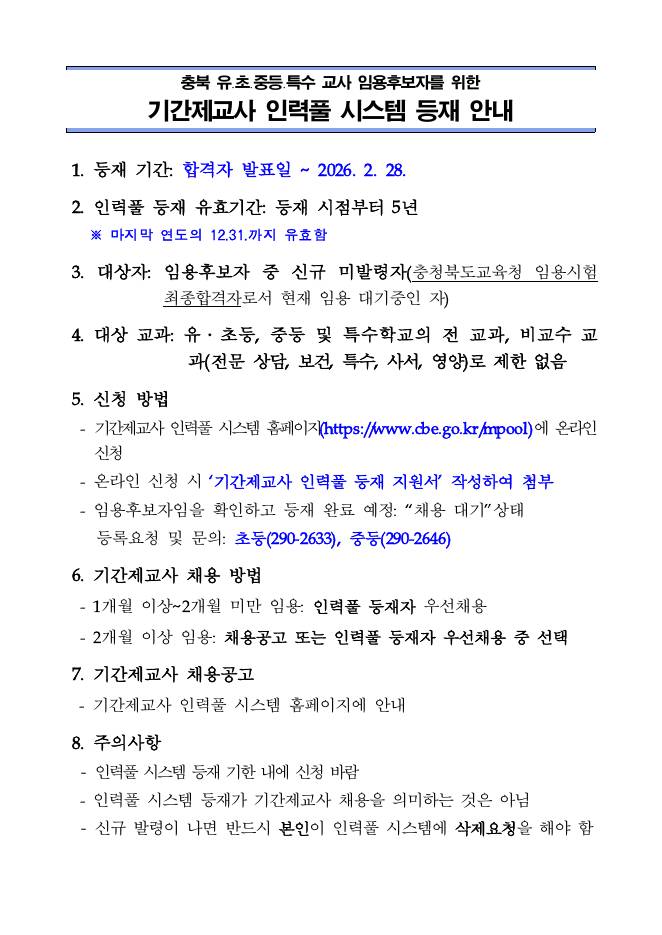 충북 유.초.중등.특수 교사 임용후보자를 위한
기간제교사 인력풀 시스템 등재 안내
1. 등재 기간: 합격자 발표일 ~ 2026. 2. 28.
2. 인력풀 등재 유효기간: 등재 시점부터 5년
※ 마지막 연도의 12.31.까지 유효함
3. 대상자: 임용후보자 중 신규 미발령자(충청북도교육청 임용시험
최종합격자로서 현재 임용 대기중인 자)
4. 대상 교과: 유ㆍ초등, 중등 및 특수학교의 전 교과, 비교수 교
과(전문 상담, 보건, 특수, 사서, 영양)로 제한 없음
5. 신청 방법
- 기간제교사 인력풀 시스템 홈페이지(https://www.cbe.go.kr/mpool)에 온라인
신청
- 온라인 신청 시 ‘기간제교사 인력풀 등재 지원서’ 작성하여 첨부
- 임용후보자임을 확인하고 등재 완료 예정: “채용 대기”상태
등록요청 및 문의: 초등(290-2633), 중등(290-2646)
6. 기간제교사 채용 방법
- 1개월 이상~2개월 미만 임용: 인력풀 등재자 우선채용
- 2개월 이상 임용: 채용공고 또는 인력풀 등재자 우선채용 중 선택
7. 기간제교사 채용공고
- 기간제교사 인력풀 시스템 홈페이지에 안내
8. 주의사항
- 인력풀 시스템 등재 기한 내에 신청 바람
- 인력풀 시스템 등재가 기간제교사 채용을 의미하는 것은 아님
- 신규 발령이 나면 반드시 본인이 인력풀 시스템에 삭제요청을 해야 함